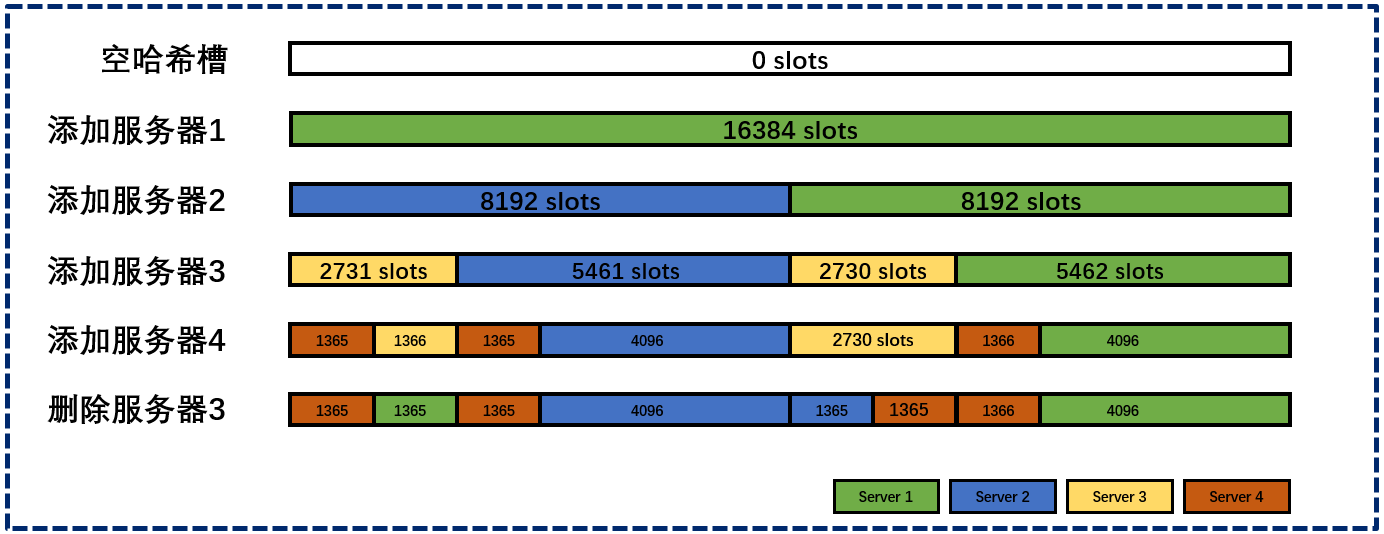 空哈希槽 0 slots
添加服务器1 16384 slots
添加服务器2 8192 slots 8192 slots
添加服务器3 2731 slots 5461 slots 2730 slots 5462 slots
添加服务器4 1365 1366 1365 4096 2730 slots 1366 4096
删除服务器3 1365 1365 1365 4096 1365 1365 1366 4096
Server 1 Server 2 Server 3 Server 4